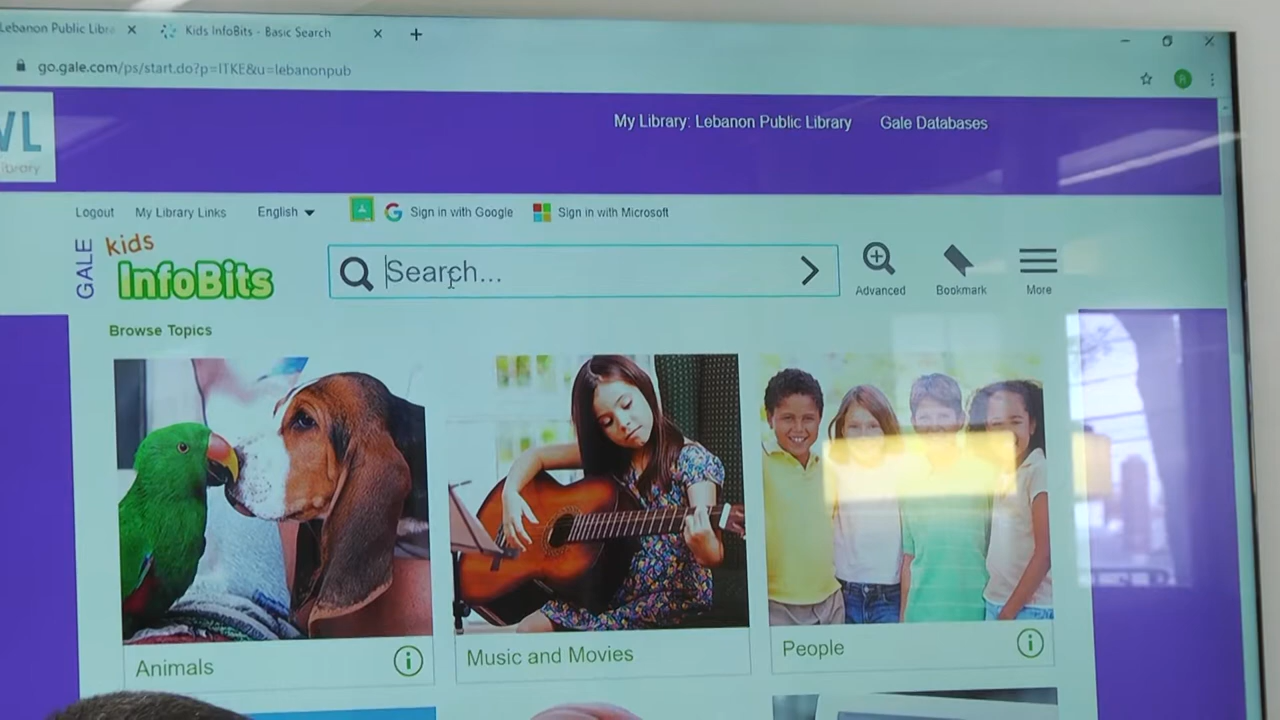 Lebanon Public Libra
Kids InfoBits - Basic Search
go.gale.com/ps/start.do?p=ITKE&u=lebanonpub
VL
library
My Library: Lebanon Public Library
Gale Databases
Logout
My Library Links
English
Sign in with Google
Sign in with Microsoft
GALE
kids
InfoBits
Search...
Advanced
Bookmark
More
Browse Topics
Animals
Music and Movies
People